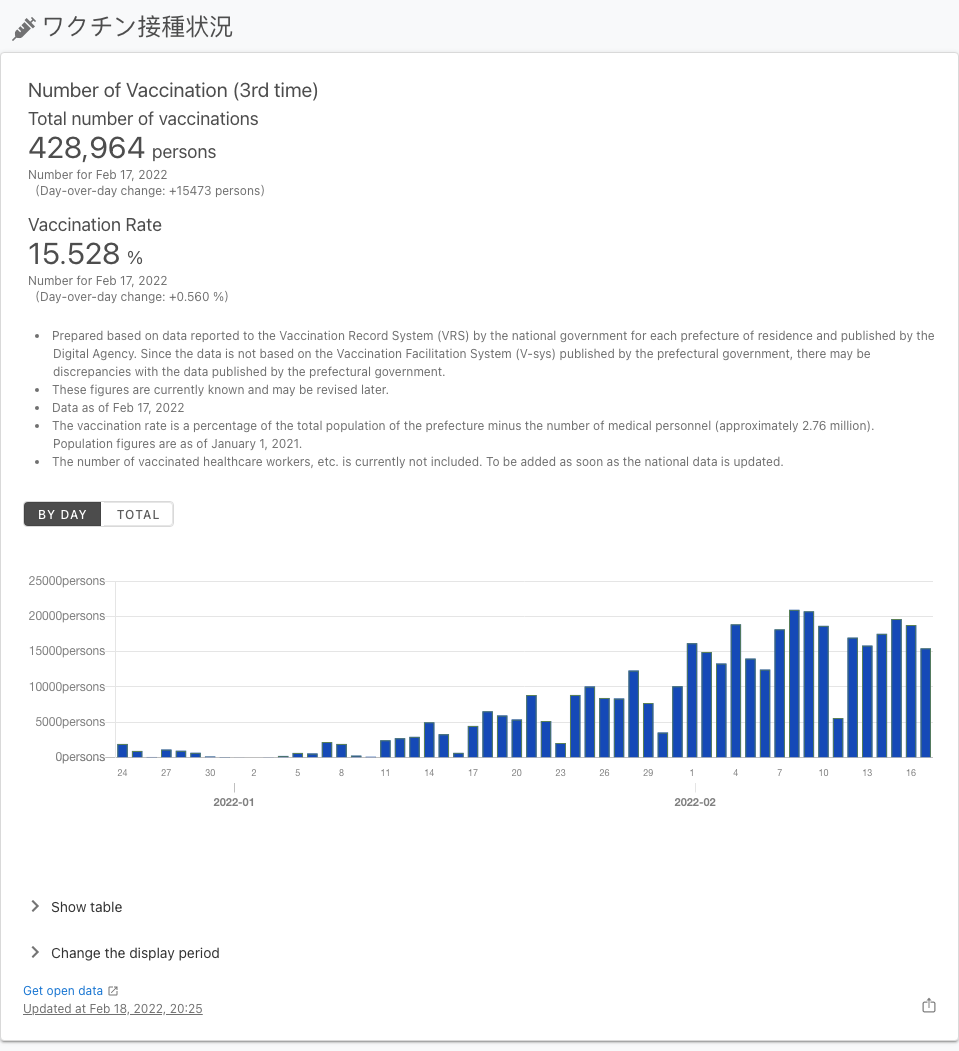 ワクチン接種状況
Number of Vaccination (3rd time)
Total number of vaccinations
428,964 persons
Number for Feb 17, 2022
(Day-over-day change: +15473 persons)
Vaccination Rate
15.528 %
Number for Feb 17, 2022
(Day-over-day change: +0.560 %)
• Prepared based on data reported to the Vaccination Record System (VRS) by the national government for each prefecture of residence and published by the
Digital Agency. Since the data is not based on the Vaccination Facilitation System (V-sys) published by the prefectural government, there may be
discrepancies with the data published by the prefectural government.
• These figures are currently known and may be revised later.
• Data as of Feb 17, 2022
• The vaccination rate is a percentage of the total population of the prefecture minus the number of medical personnel (approximately 2.76 million).
Population figures are as of January 1, 2021.
• The number of vaccinated healthcare workers, etc. is currently not included. To be added as soon as the national data is updated.
BY DAY TOTAL
25000persons
20000persons
15000persons
10000persons
5000persons
0persons
24 27 30 2 5 8 11 14 17 20 23 26 29 1 4 7 10 13 16
2022-01 2022-02
Show table
Change the display period
Get open data
Updated at Feb 18, 2022, 20:25